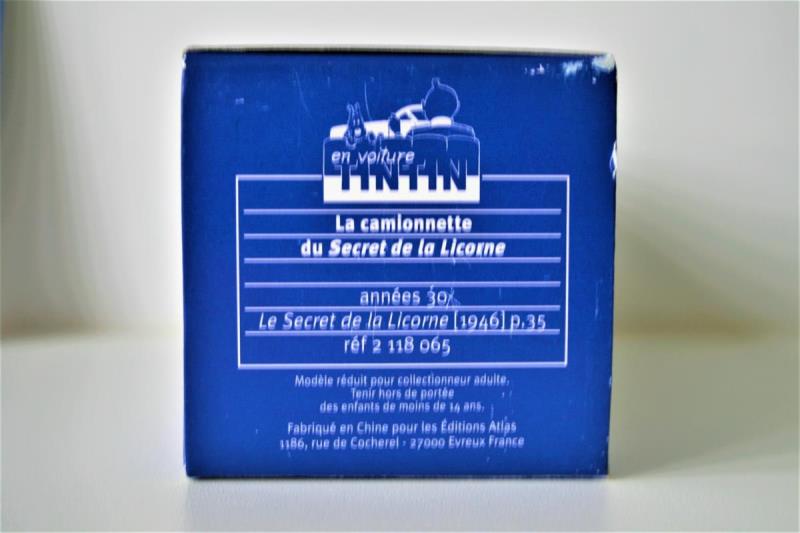 en voiture
TINTIN
La camionnette
du Secret de la Licorne
années 30
Le Secret de la Licorne [1946] p.35
réf 2 118 065
Modèle réduit pour collectionneur adulte.
Tenir hors de portée
des enfants de moins de 14 ans.
Fabriqué en Chine pour les Éditions Atlas
1186, rue de Cocherel - 27000 Evreux France